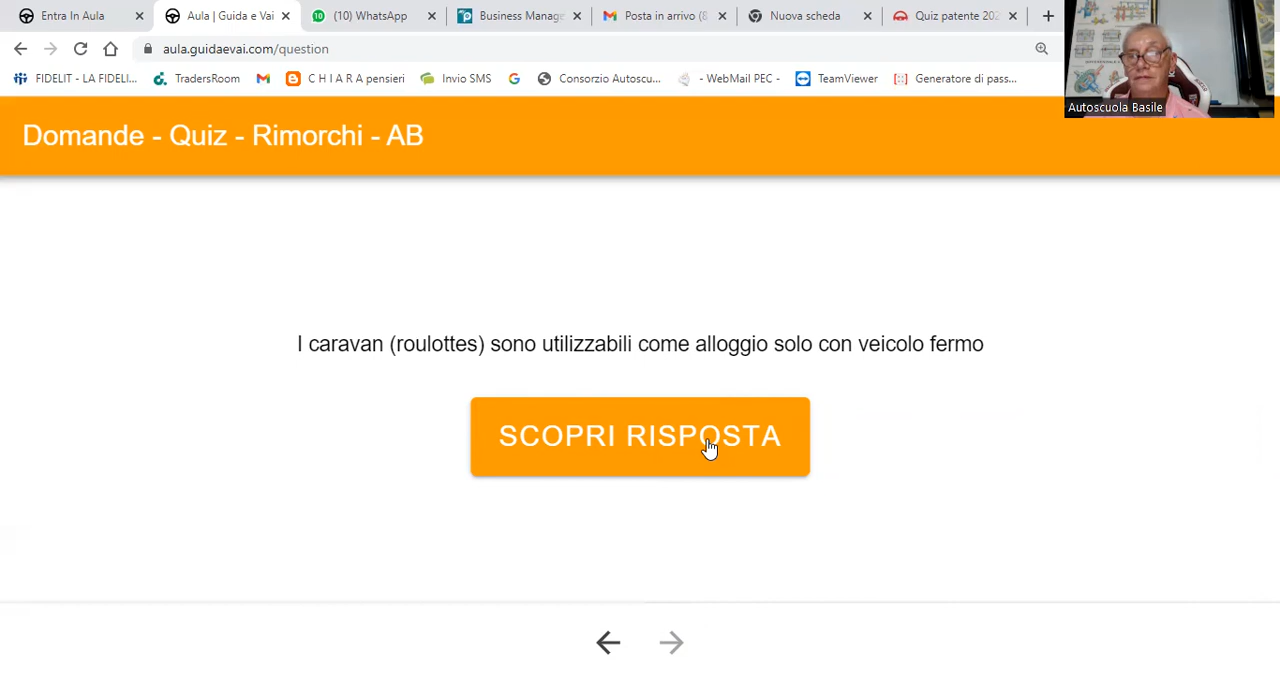 Entra In Aula
Aula | Guida e Vai
(10) WhatsApp
Business Manage
Posta in arrivo (8
Nuova scheda
Quiz patente 202
aula.guidaevai.com/question
FIDELIT - LA FIDELI...
TradersRoom
C H I A R A pensieri
Invio SMS
Consorzio Autoscu...
- WebMail PEC -
TeamViewer
Generatore di pass...
Autoscuola Basile
Domande - Quiz - Rimorchi - AB
I caravan (roulottes) sono utilizzabili come alloggio solo con veicolo fermo
SCOPRI RISPOSTA